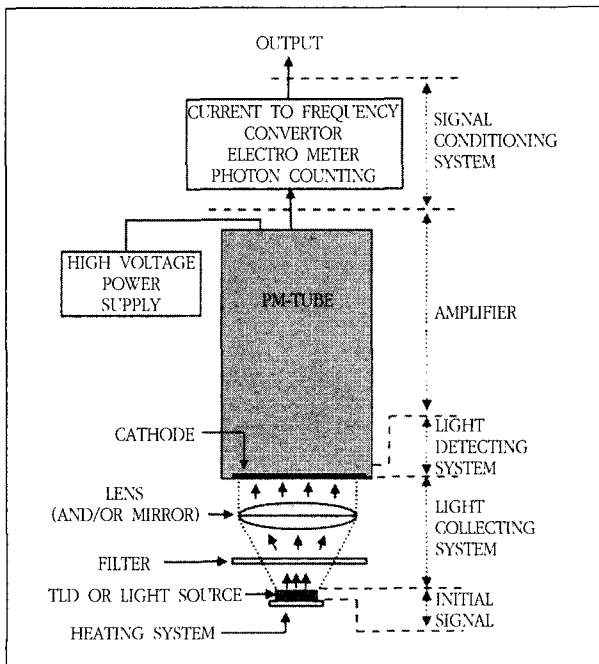 OUTPUT
CURRENT TO FREQUENCY
CONVERTOR
ELECTRO METER
PHOTON COUNTING
SIGNAL
CONDITIONING
SYSTEM
HIGH VOLTAGE
POWER
SUPPLY
PM-TUBE
AMPLIFIER
CATHODE
LIGHT
DETECTING
SYSTEM
LENS
(AND/OR MIRROR)
LIGHT
COLLECTING
SYSTEM
FILTER
TLD OR LIGHT SOURCE
INITIAL
SIGNAL
HEATING SYSTEM